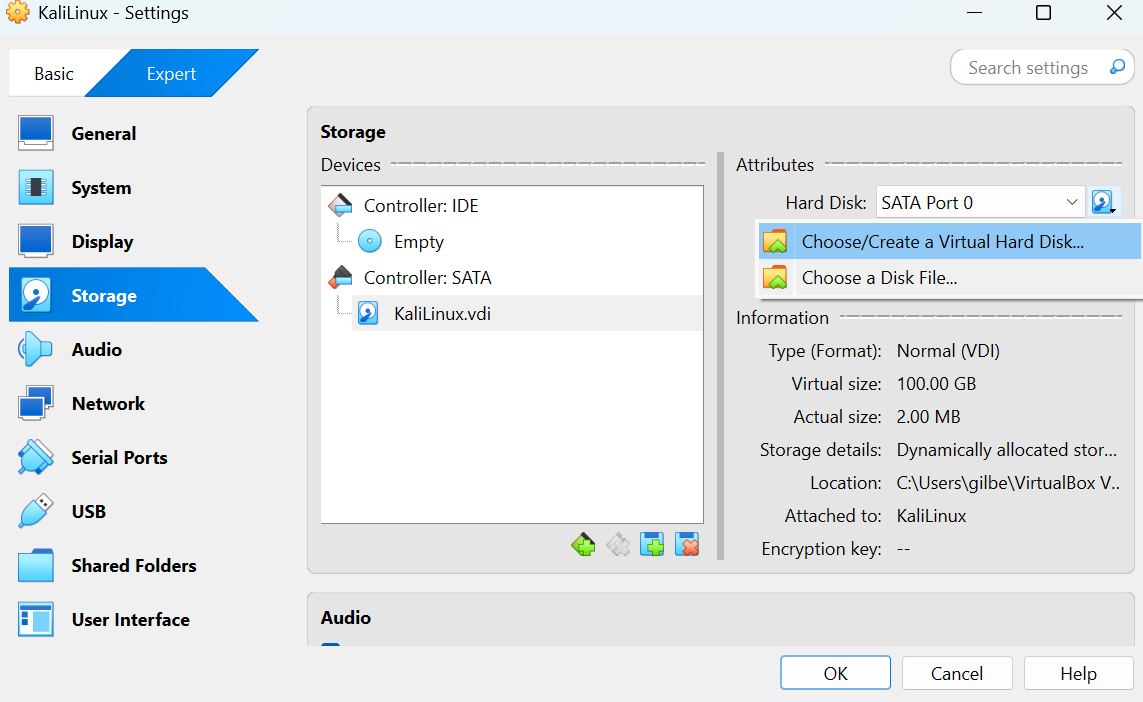 KaliLinux - Settings
Basic
Expert
Search settings
General
System
Display
Storage
Audio
Network
Serial Ports
USB
Shared Folders
User Interface
Storage
Devices
Controller: IDE
Empty
Controller: SATA
KaliLinux.vdi
Attributes
Hard Disk: SATA Port 0
Choose/Create a Virtual Hard Disk...
Choose a Disk File...
Information
Type (Format): Normal (VDI)
Virtual size: 100.00 GB
Actual size: 2.00 MB
Storage details: Dynamically allocated stor...
Location: C:\Users\gilbe\VirtualBox V..
Attached to: KaliLinux
Encryption key: --
Audio
OK
Cancel
Help